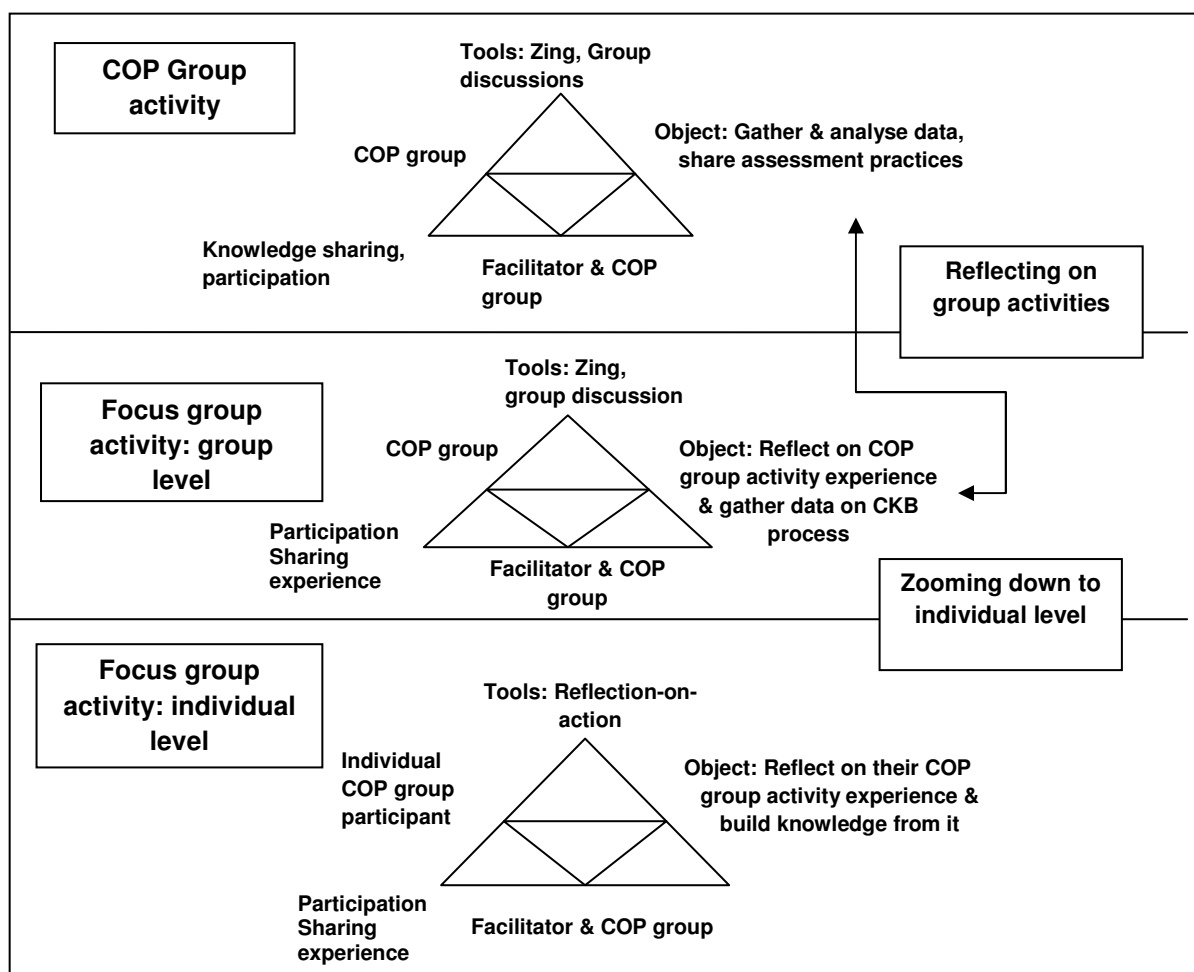 COP Group
activity
Tools: Zing, Group
discussions
COP group
Object: Gather & analyse data,
share assessment practices
Knowledge sharing,
participation
Facilitator & COP
group
Reflecting on
group activities
Focus group
activity: group
level
Tools: Zing,
group discussion
COP group
Object: Reflect on COP
group activity experience
& gather data on CKB
process
Participation
Sharing
experience
Facilitator & COP
group
Zooming down to
individual level
Focus group
activity: individual
level
Tools: Reflection-on-
action
Individual
COP group
participant
Object: Reflect on their COP
group activity experience &
build knowledge from it
Participation
Sharing
experience
Facilitator & COP group